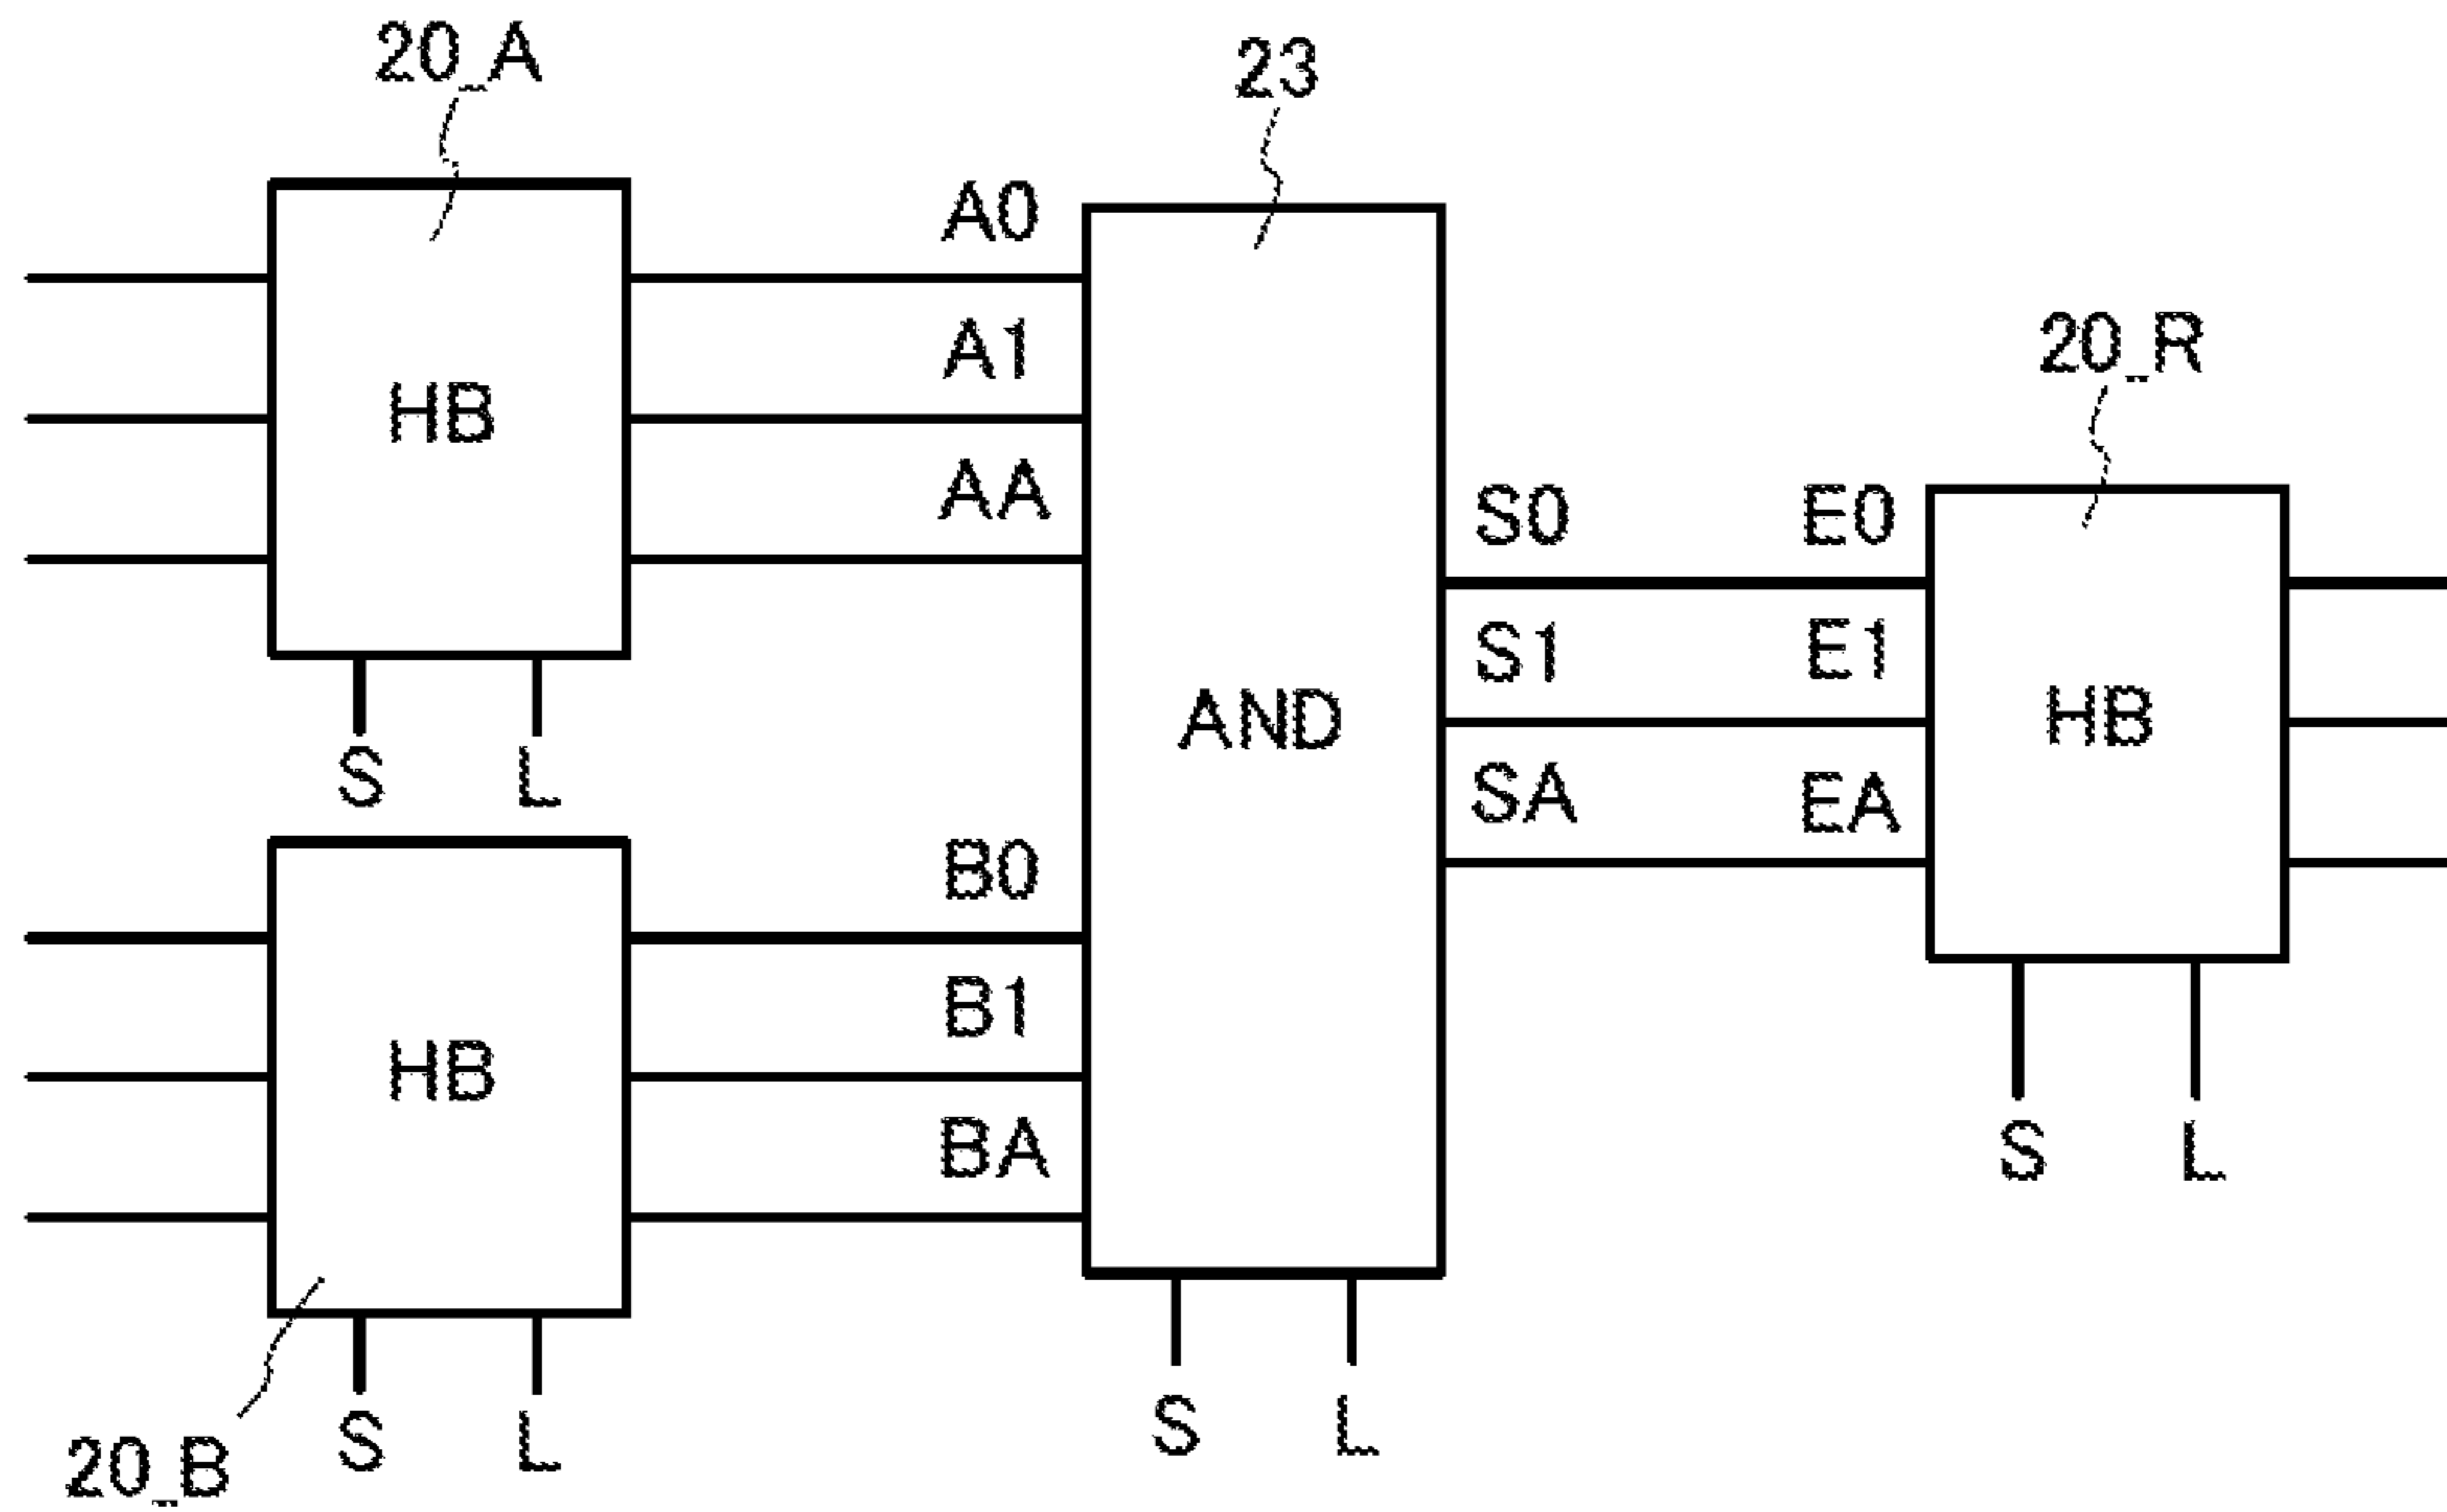 20_A
23
A0
A1
HB
AA
20_R
S0 E0
S1 E1
HB
AND
SA EA
S L
B0
B1
HB
BA
S L
20_B
S L
S L